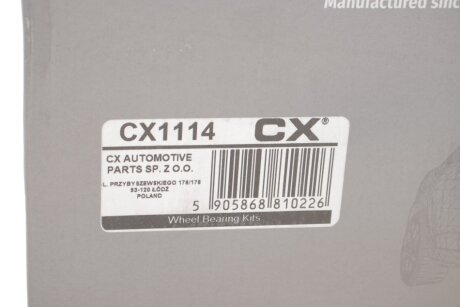 Manufactured sinc
CX1114 CX®
CX AUTOMOTIVE
PARTS SP. Z O.O.
L. PRZYBYSZEWSKIEGO 176/178
93-120 ŁÓDŹ
POLAND
5 905868 810226
Wheel Bearing Kits